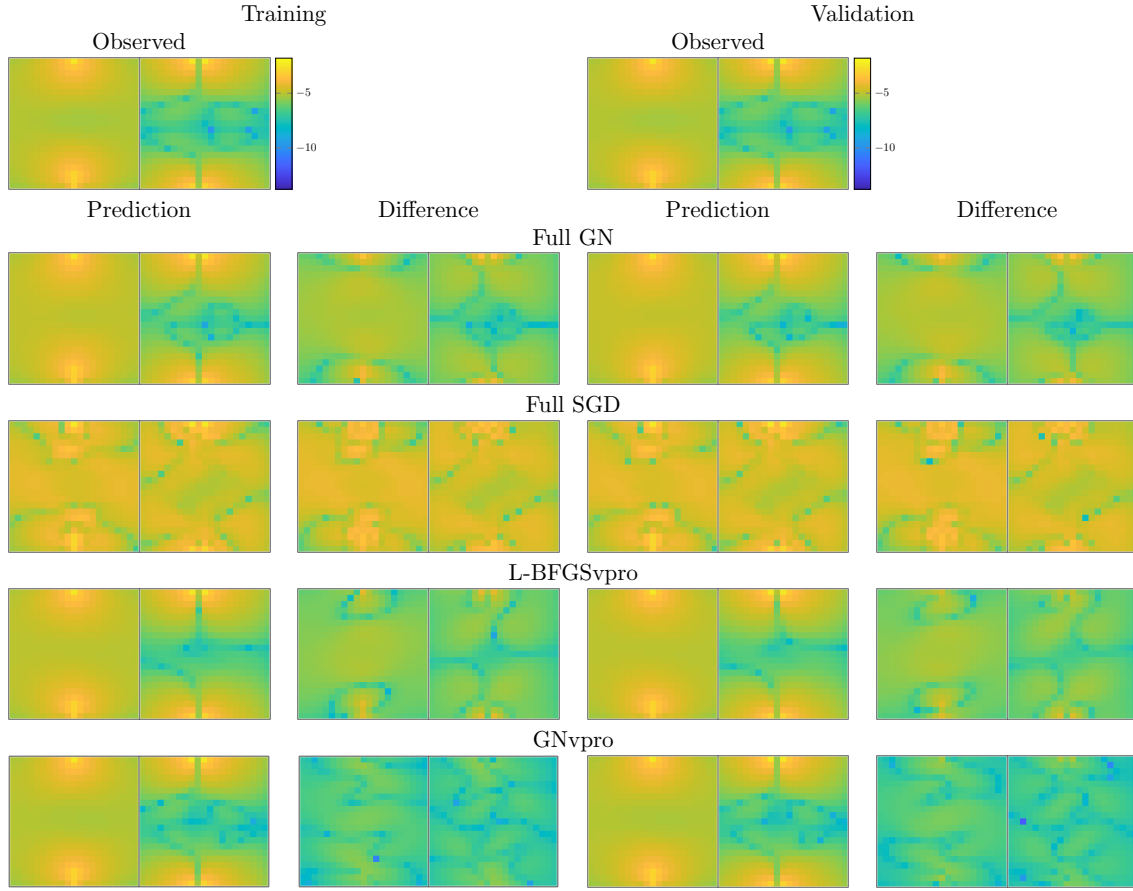 Training
Validation
Observed
Observed
−5
−10
−5
−10
Prediction
Difference
Prediction
Difference
Full GN
Full SGD
L-BFGSvpro
GNvpro